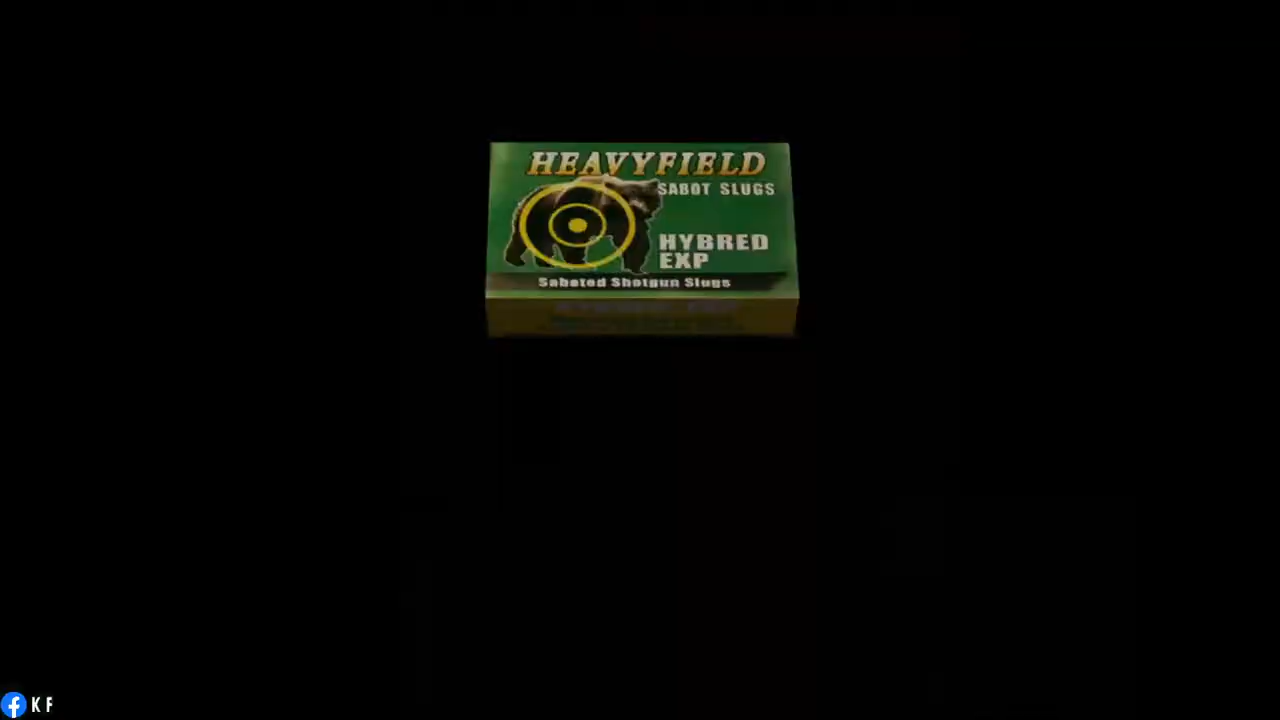 HEAVYFIELD
SABOT SLUGS
HYBRED
EXP
Saboted Shotgun Slugs
K F